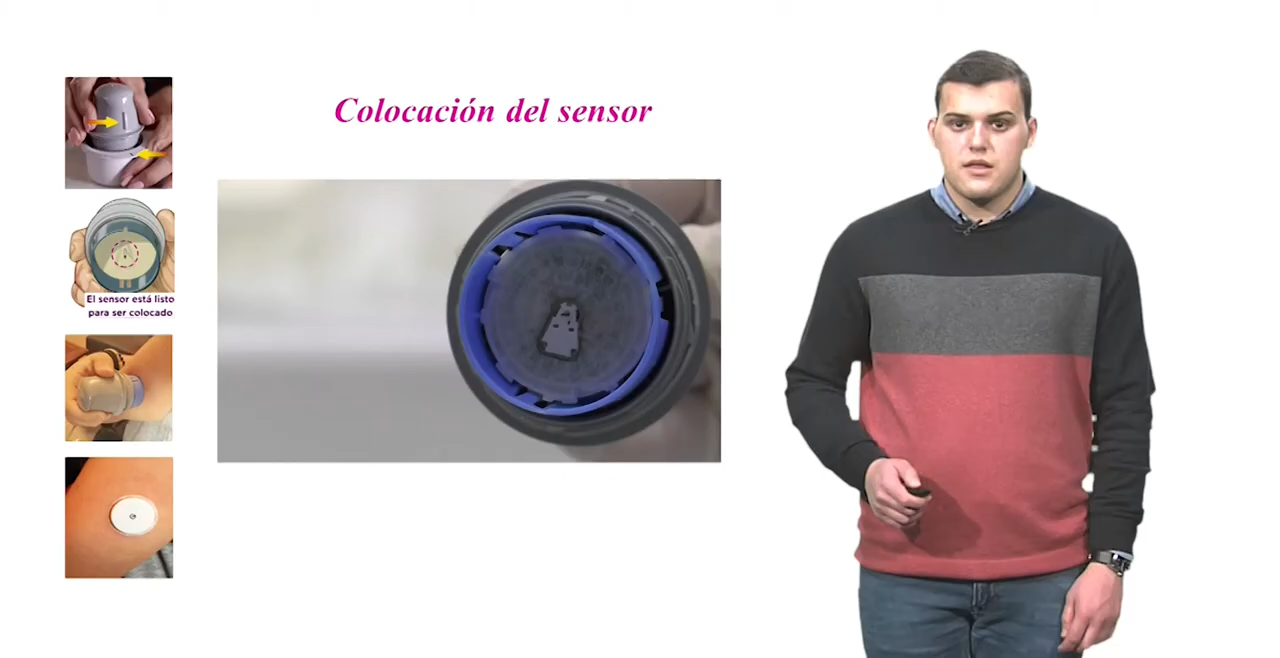 Colocación del sensor
El sensor está listo
para ser colocado